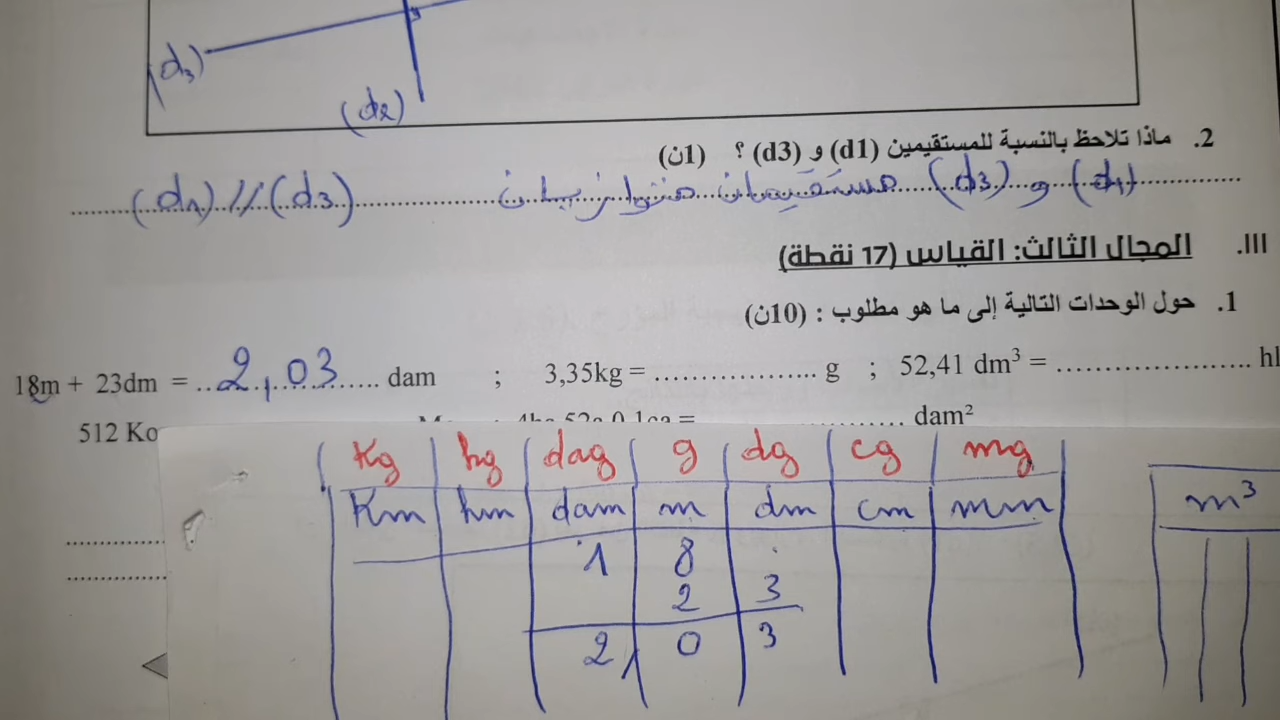 (d3)
(d2)
2. ماذا تلاحظ بالنسبة للمستقيمين (d1) و (d3) ؟ (1ن)
(d1) و (d3) مستقيمان متوازيان (d1) // (d3)
III. المجال الثالث: القياس (17 نقطة)
1. حول الوحدات التالية إلى ما هو مطلوب : (10ن)
18m + 23dm = ..2,03.......... dam ; 3,35kg = .................. g ; 52,41 dm³ = ..................... hl
512 Ko dam²
Kg hg dag g dg cg mg
Km hm dam m dm cm mm m³
1 8
2 3
2, 0 3